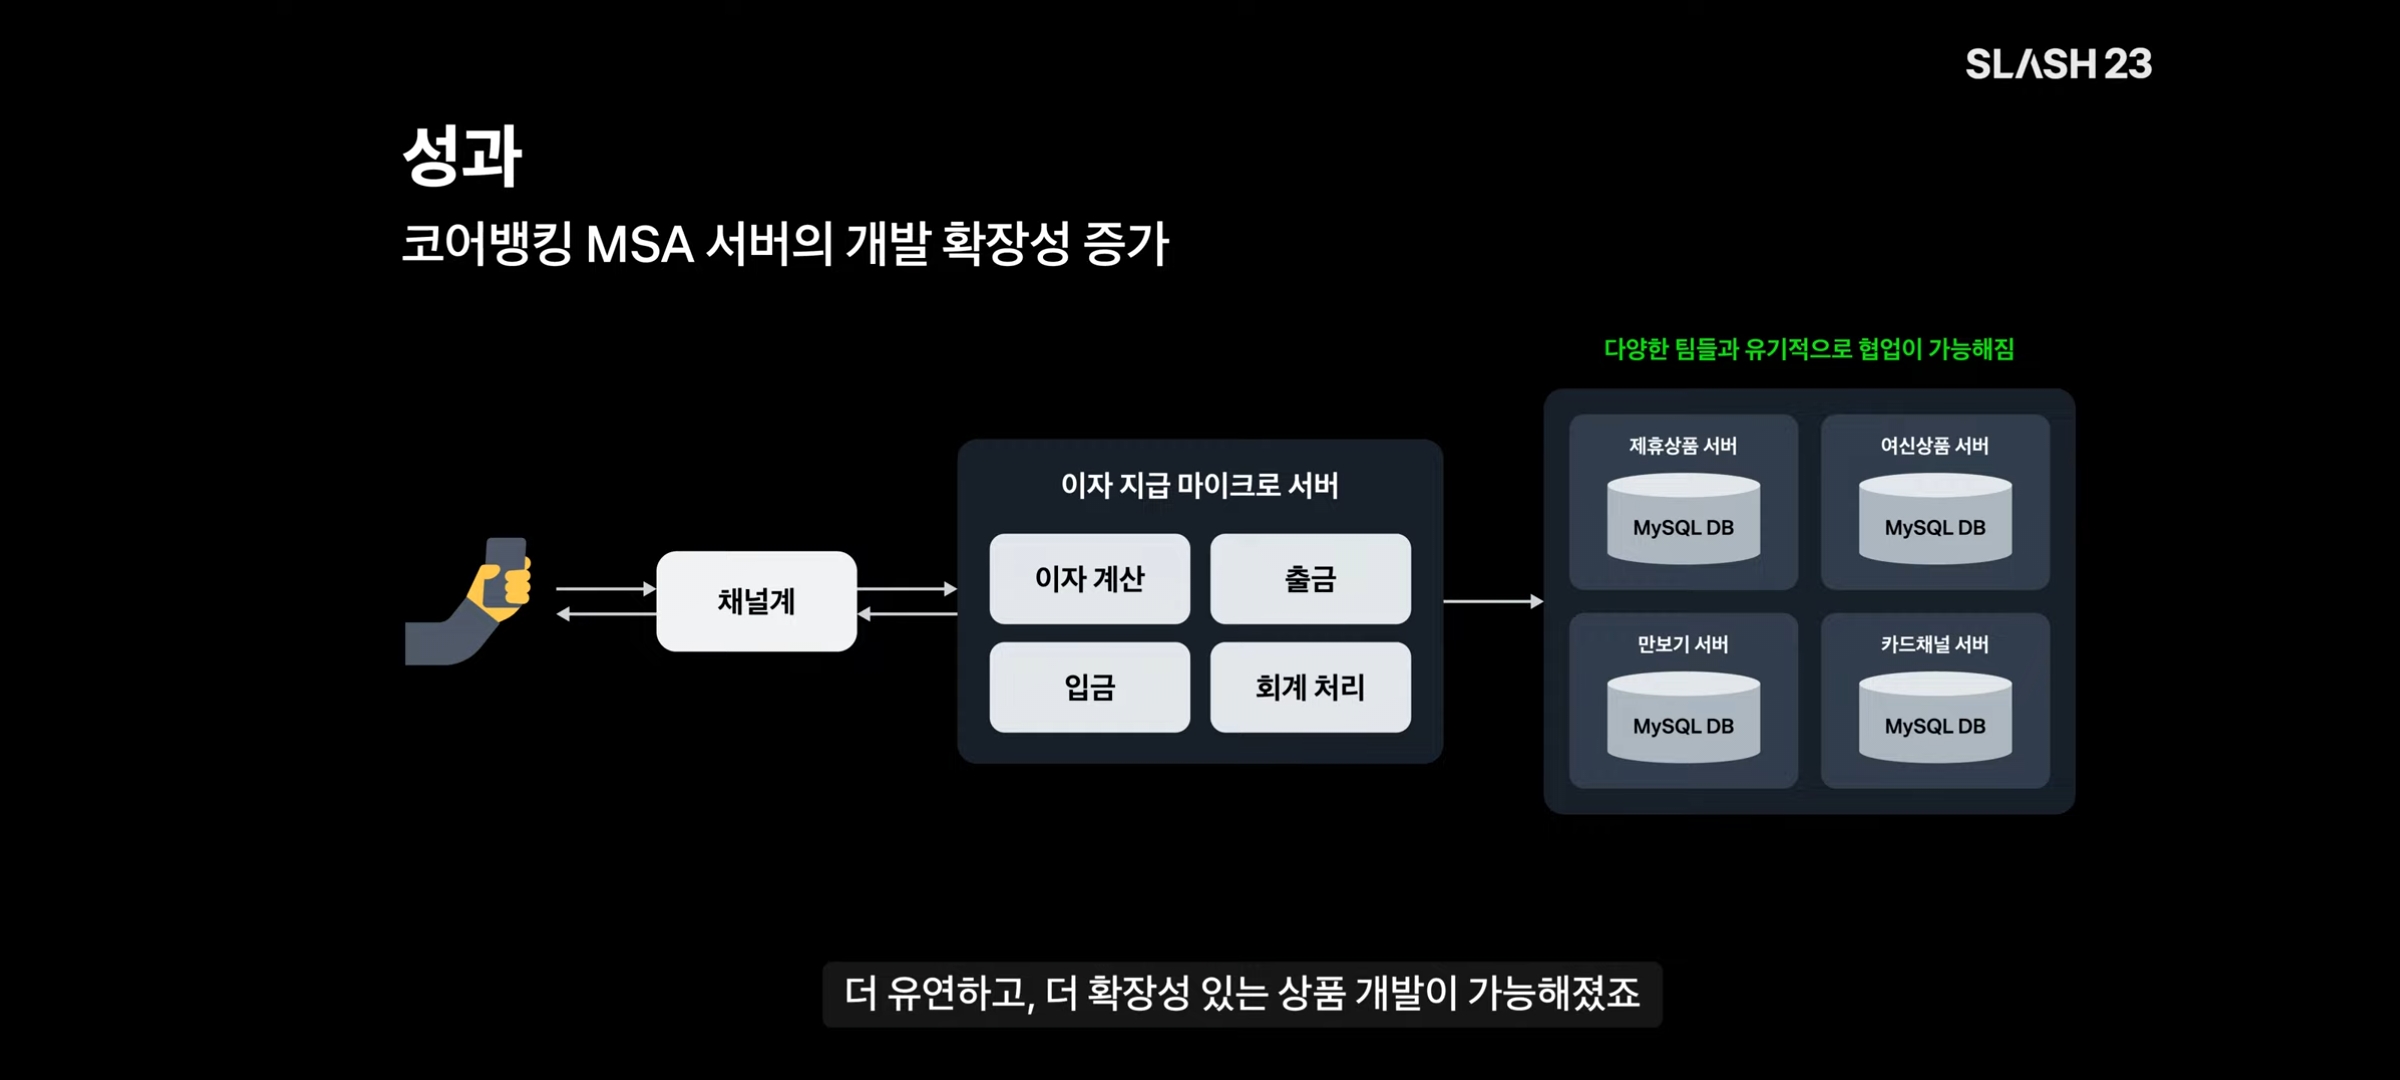 SLASH 23
성과
코어뱅킹 MSA 서버의 개발 확장성 증가
다양한 팀들과 유기적으로 협업이 가능해짐
채널계
이자 지급 마이크로 서버
이자 계산
출금
입금
회계 처리
제휴상품 서버
MySQL DB
여신상품 서버
MySQL DB
만보기 서버
MySQL DB
카드채널 서버
MySQL DB
더 유연하고, 더 확장성 있는 상품 개발이 가능해졌죠